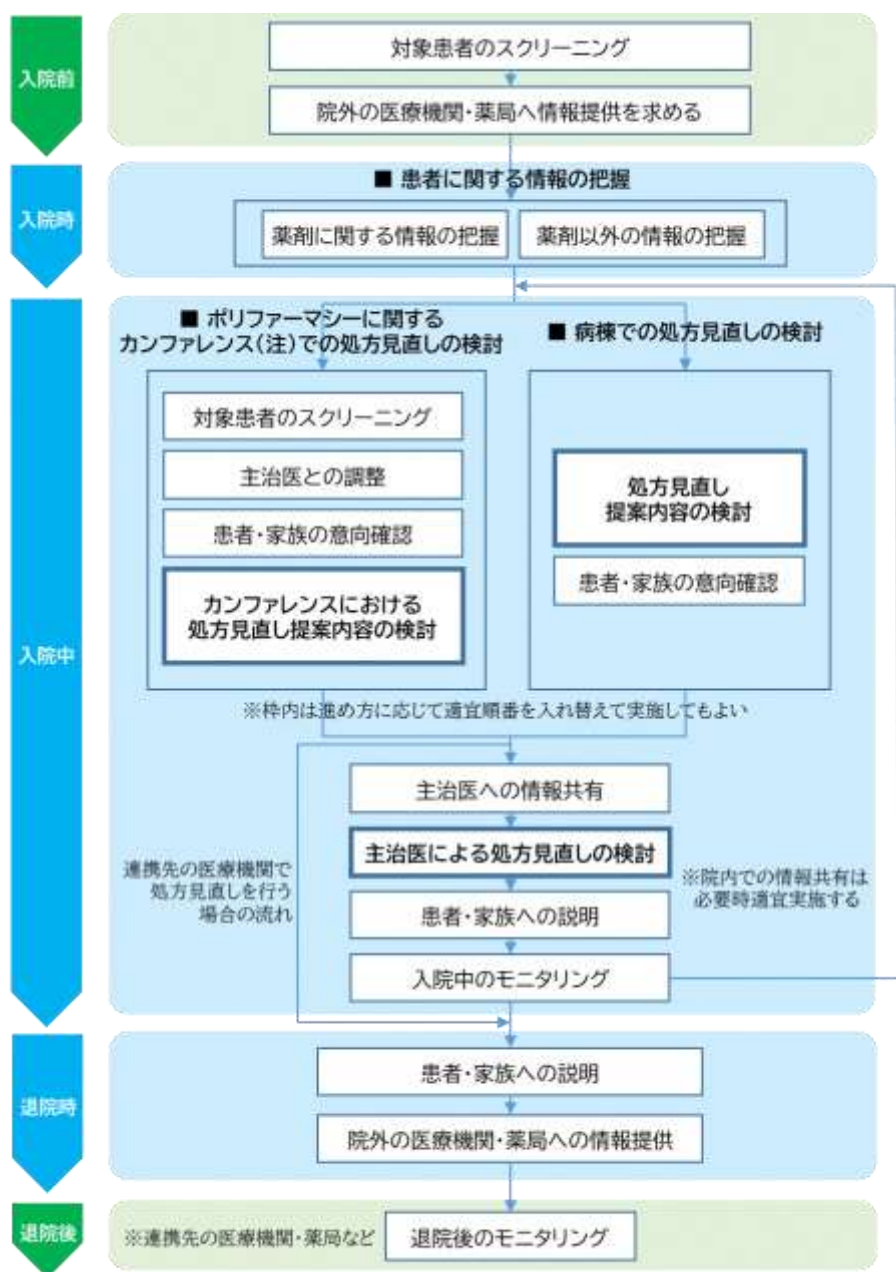 入院前
対象患者のスクリーニング
院外の医療機関・薬局へ情報提供を求める
入院時
■ 患者に関する情報の把握
薬剤に関する情報の把握
薬剤以外の情報の把握
入院中
■ ポリファーマシーに関する
カンファレンス(注)での処方見直しの検討
対象患者のスクリーニング
主治医との調整
患者・家族の意向確認
カンファレンスにおける
処方見直し提案内容の検討
■ 病棟での処方見直しの検討
処方見直し
提案内容の検討
患者・家族の意向確認
※枠内は進め方に応じて適宜順番を入れ替えて実施してもよい
主治医への情報共有
主治医による処方見直しの検討
患者・家族への説明
入院中のモニタリング
連携先の医療機関で
処方見直しを行う
場合の流れ
※院内での情報共有は
必要時適宜実施する
退院時
患者・家族への説明
院外の医療機関・薬局への情報提供
退院後
※連携先の医療機関・薬局など
退院後のモニタリング